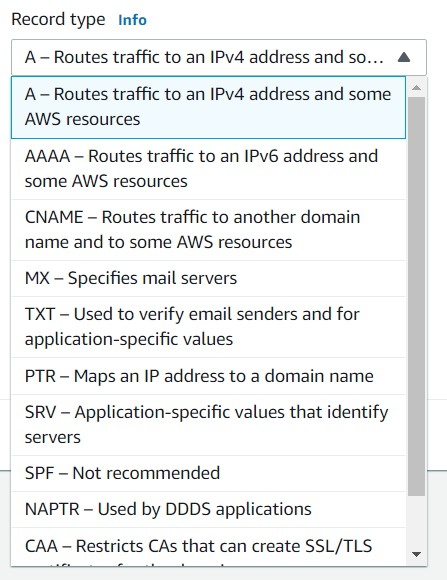 Record type Info
A – Routes traffic to an IPv4 address and so...
A – Routes traffic to an IPv4 address and some
AWS resources
AAAA – Routes traffic to an IPv6 address and
some AWS resources
CNAME – Routes traffic to another domain
name and to some AWS resources
MX – Specifies mail servers
TXT – Used to verify email senders and for
application-specific values
PTR – Maps an IP address to a domain name
SRV – Application-specific values that identify
servers
SPF – Not recommended
NAPTR – Used by DDDS applications
CAA – Restricts CAs that can create SSL/TLS